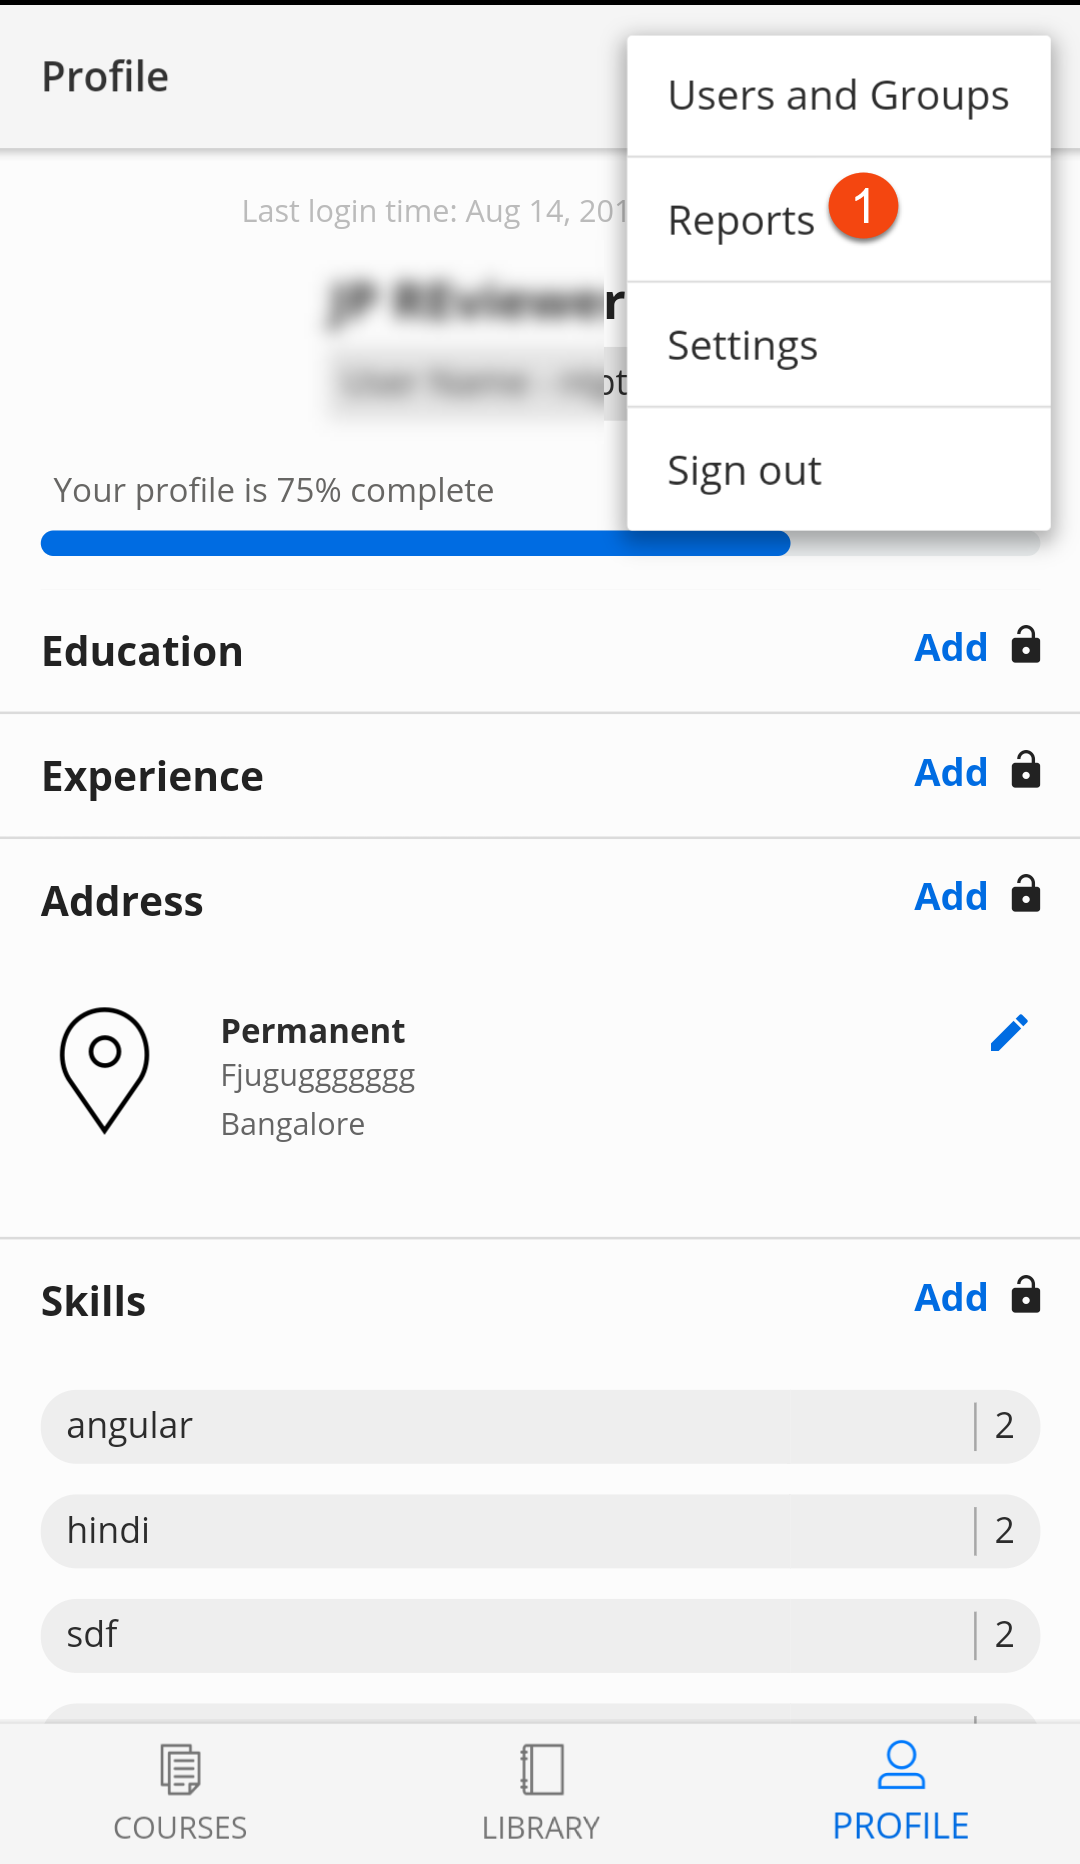 Profile
Users and Groups
Reports 1
Settings
Sign out
Last login time: Aug 14, 201
Your profile is 75% complete
Education Add
Experience Add
Address Add
Permanent
Fjuguggggggg
Bangalore
Skills Add
angular 2
hindi 2
sdf 2
COURSES LIBRARY PROFILE